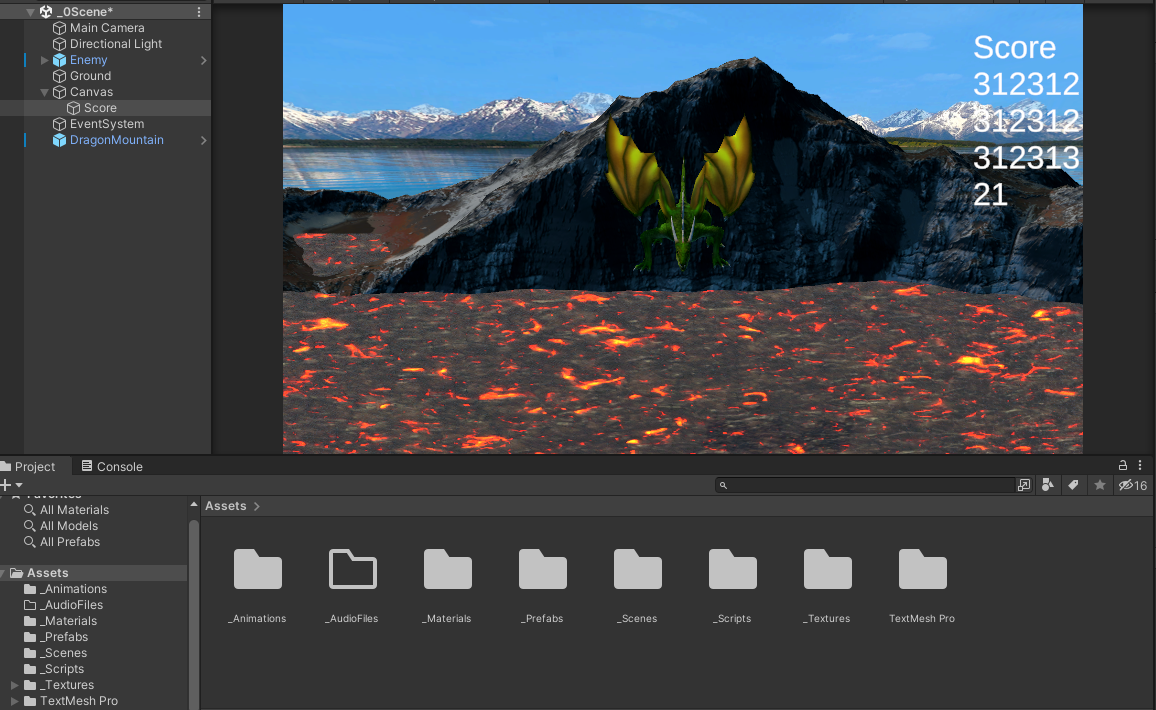 _0Scene*
Main Camera
Directional Light
Enemy
Ground
Canvas
Score
EventSystem
DragonMountain
Score
312312
312312
312313
21
Project
Console
16
Favorites
All Materials
All Models
All Prefabs
Assets
_Animations
_AudioFiles
_Materials
_Prefabs
_Scenes
_Scripts
_Textures
TextMesh Pro
Assets
_Animations
_AudioFiles
_Materials
_Prefabs
_Scenes
_Scripts
_Textures
TextMesh Pro